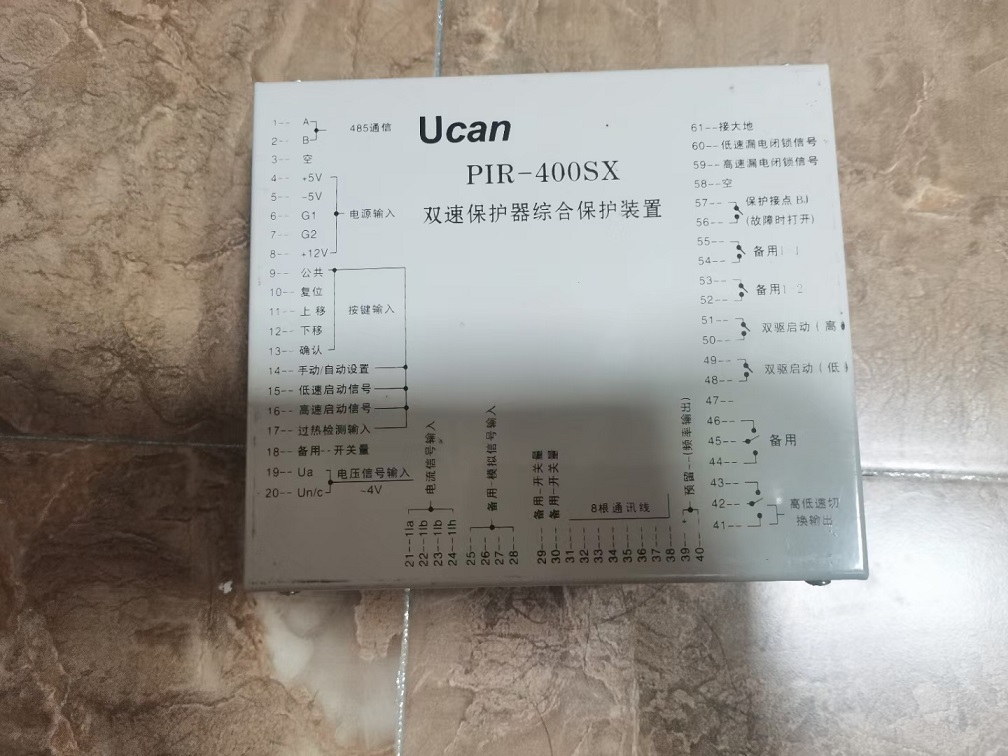 Ucan
PIR-400SX
双速保护器综合保护装置
1-- A
2-- B
485通信
3-- 空
4-- +5V
5-- -5V
6-- G1
7-- G2
8-- +12V
电源输入
9-- 公共
10-- 复位
11-- 上移
12-- 下移
13-- 确认
按键输入
14-- 手动/自动设置
15-- 低速启动信号
16-- 高速启动信号
17-- 过热检测输入
18-- 备用--开关量
19-- Ua
20-- Un/c
电压信号输入
~4V
21---Ia
22---Ib
23---Ib
24---Ih
电流信号输入
25---
26---
27---
28---
备用--模拟信号输入
29--- 备用--开关量
30--- 备用--开关量
31---
32---
33---
34---
35---
36---
37---
38---
8根通讯线
39---
40---
预留--(频率输出)
61--接大地
60--低速漏电闭锁信号
59--高速漏电闭锁信号
58--空
57--
56--
保护接点BJ
(故障时打开)
55--
54--
备用1-1
53--
52--
备用1-2
51--
50--
双驱启动(高
49--
48--
双驱启动(低
47--
46--
45--
44--
备用
43--
42--
41--
高低速切
换输出